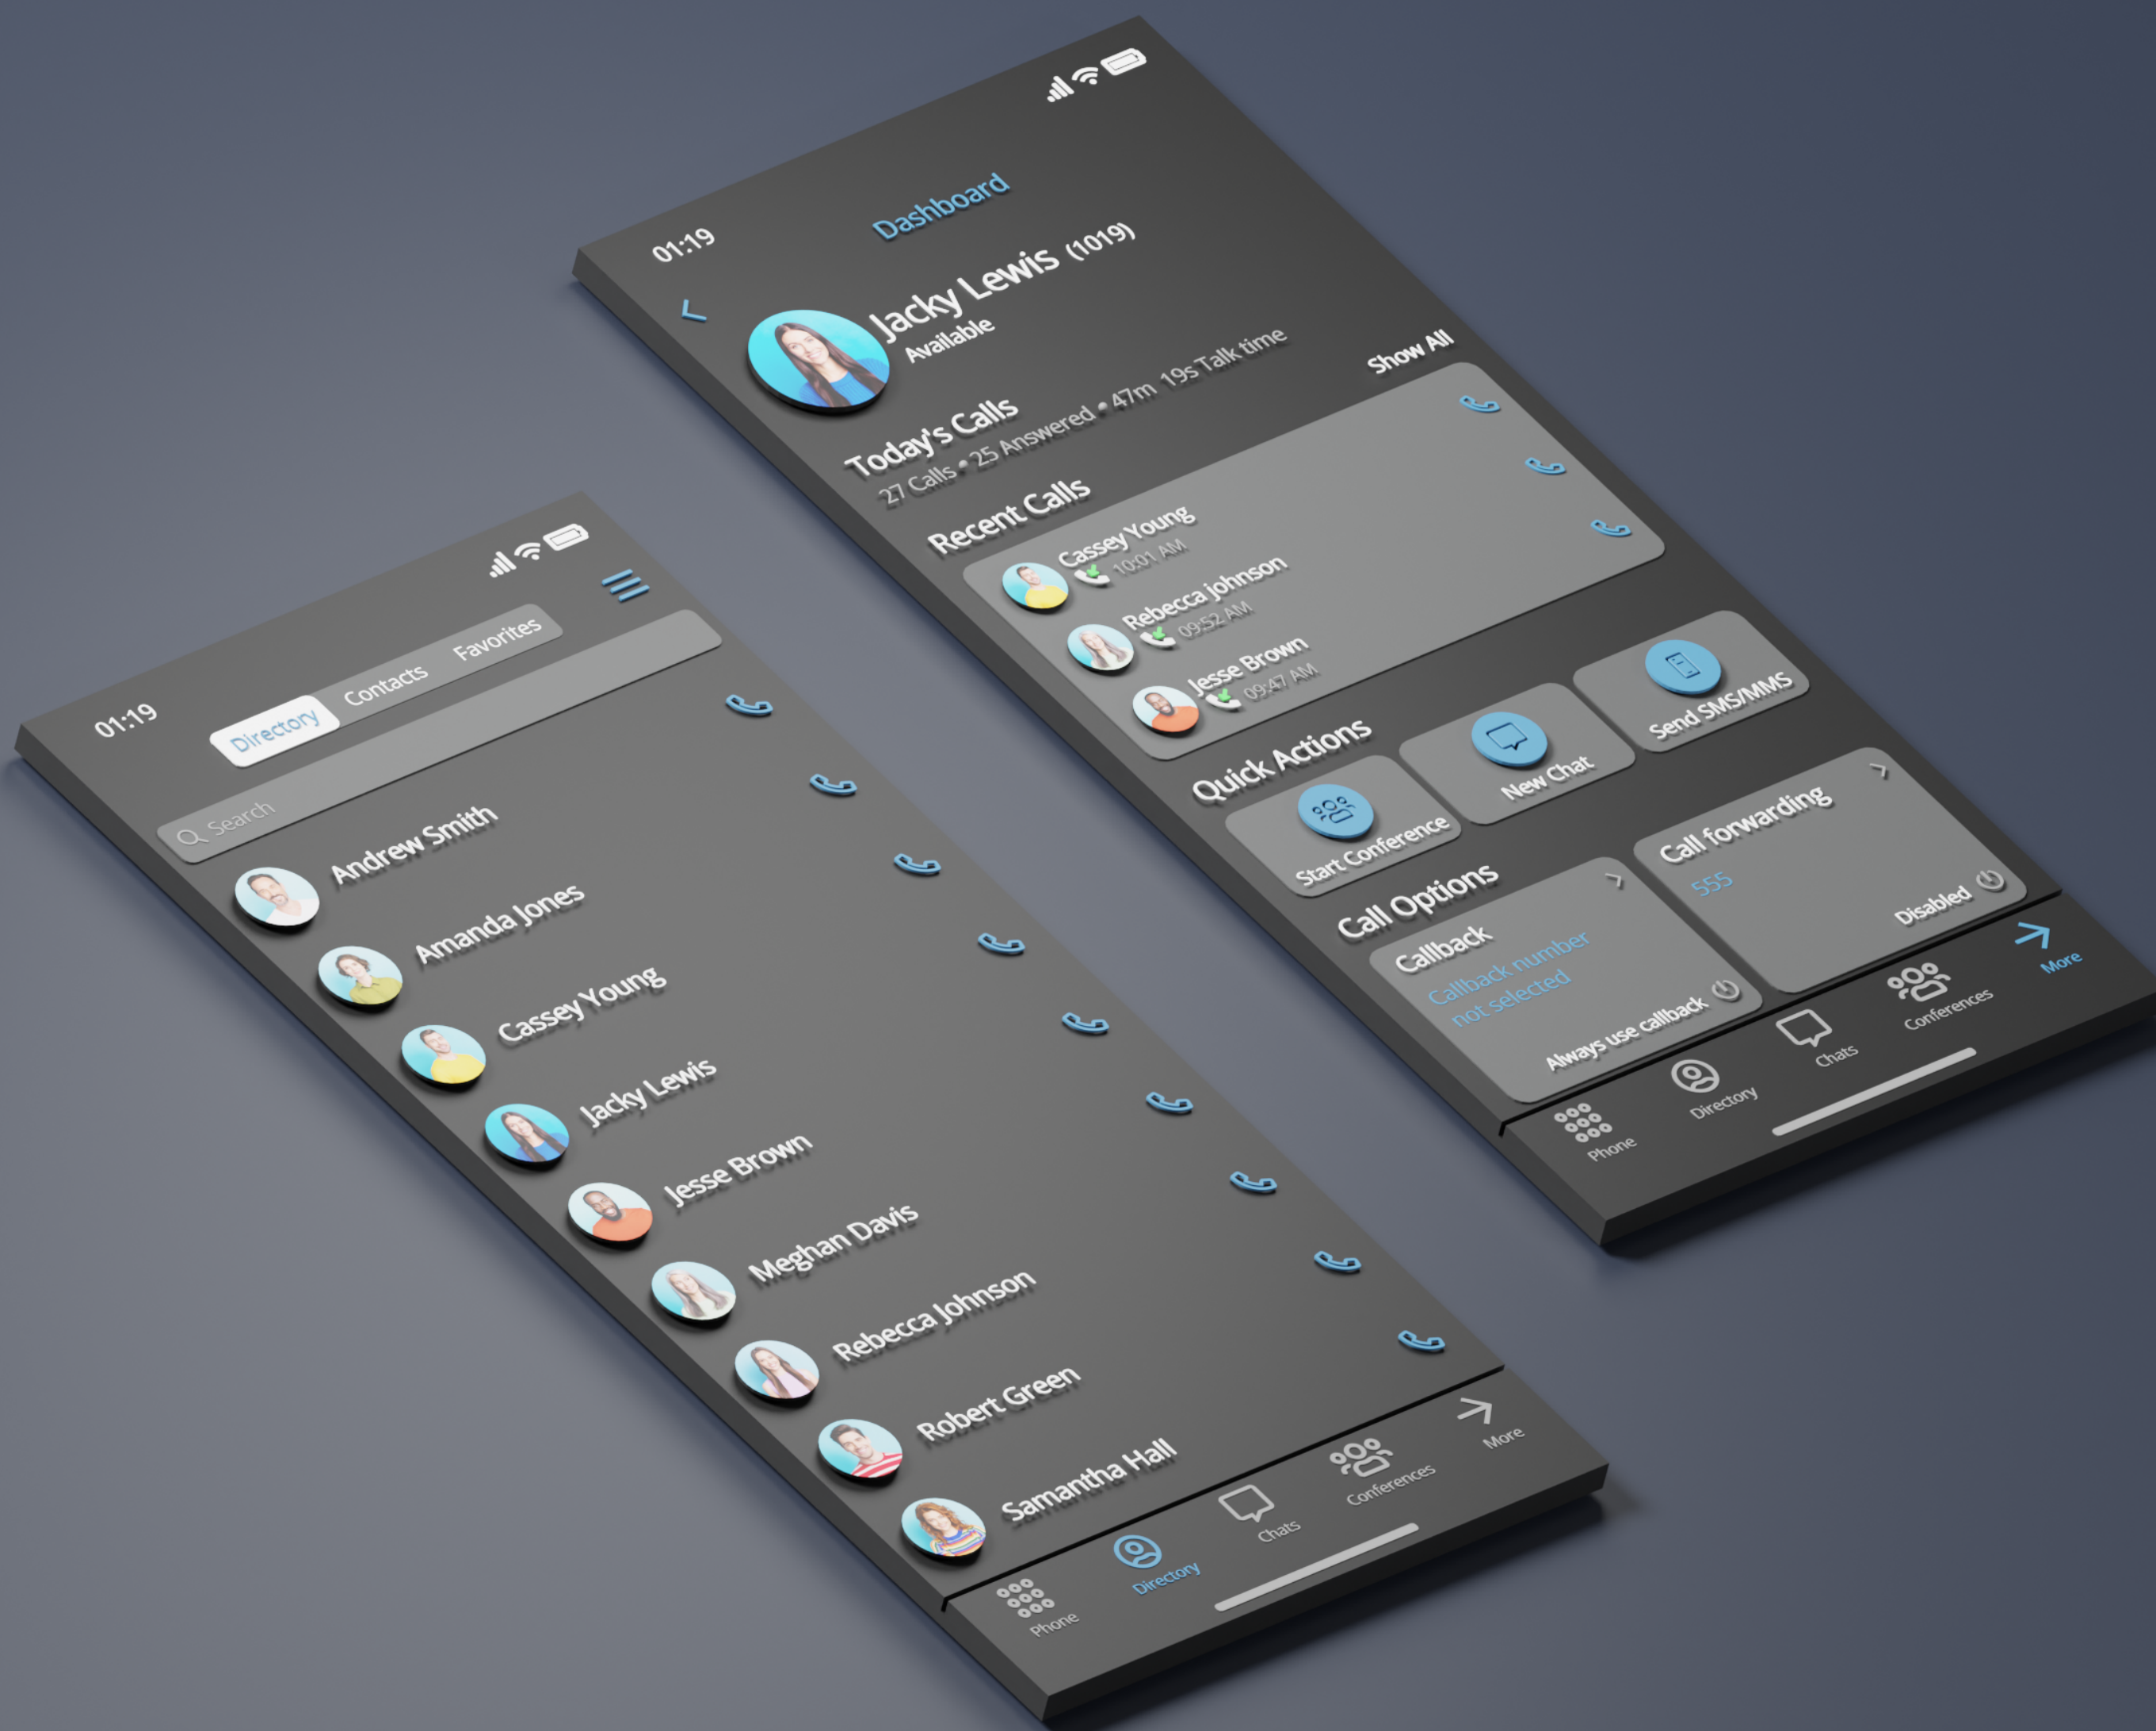 01:19
Directory Contacts Favorites
Search
Andrew Smith
Amanda Jones
Cassey Young
Jacky Lewis
Jesse Brown
Meghan Davis
Rebecca Johnson
Robert Green
Samantha Hall
Phone Directory Chats Conferences More
01:19
Dashboard
Jacky Lewis (1019)
Available
Today's Calls
27 Calls • 25 Answered • 47m 19s Talk time
Recent Calls Show All
Cassey Young
10:01 AM
Rebecca johnson
09:52 AM
Jesse Brown
09:47 AM
Quick Actions
Start Conference New Chat Send SMS/MMS
Call Options
Callback
Callback number
not selected
Always use callback
Call forwarding
555
Disabled
Phone Directory Chats Conferences More